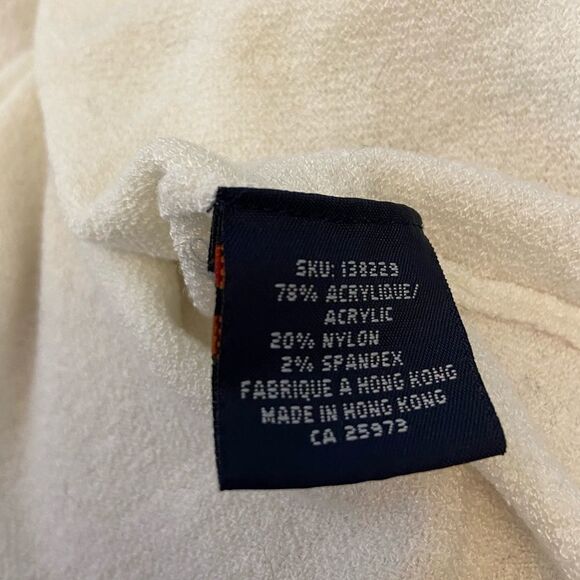 SKU: 138229
78% ACRYLIQUE/
ACRYLIC
20% NYLON
2% SPANDEX
FABRIQUE A HONG KONG
MADE IN HONG KONG
CA 25973